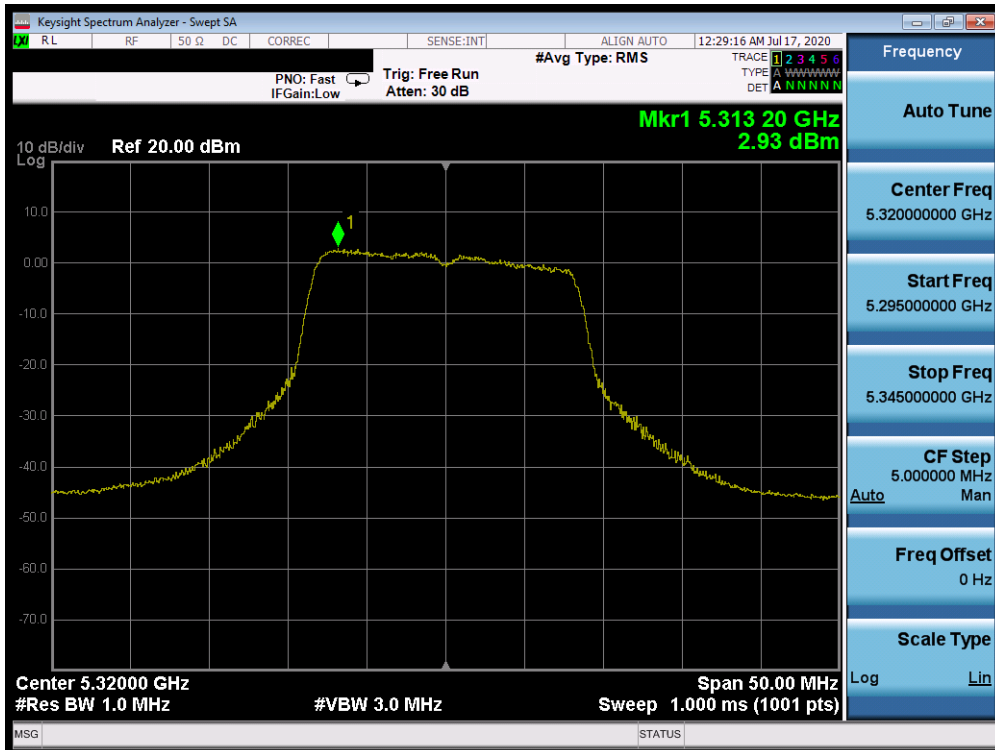 Keysight Spectrum Analyzer - Swept SA
LXI RL RF 50 Ω DC CORREC SENSE:INT ALIGN AUTO 12:29:16 AM Jul 17, 2020
#Avg Type: RMS
TRACE 1 2 3 4 5 6
PNO: Fast Trig: Free Run
TYPE A WWWWW
IFGain:Low Atten: 30 dB
DET A N N N N N
Mkr1 5.313 20 GHz
2.93 dBm
10 dB/div Ref 20.00 dBm
Log
1
10.0
0.00
-10.0
-20.0
-30.0
-40.0
-50.0
-60.0
-70.0
Center 5.32000 GHz Span 50.00 MHz
#Res BW 1.0 MHz #VBW 3.0 MHz Sweep 1.000 ms (1001 pts)
MSG STATUS
Frequency
Auto Tune
Center Freq
5.320000000 GHz
Start Freq
5.295000000 GHz
Stop Freq
5.345000000 GHz
CF Step
5.000000 MHz
Auto Man
Freq Offset
0 Hz
Scale Type
Log Lin